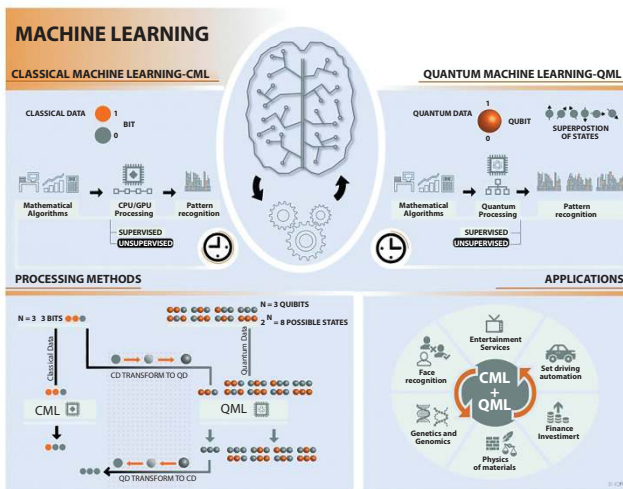 MACHINE LEARNING
CLASSICAL MACHINE LEARNING-CML
CLASSICAL DATA
1
BIT
0
Mathematical
Algorithms
CPU/GPU
Processing
Pattern
recognition
SUPERVISED
UNSUPERVISED
QUANTUM MACHINE LEARNING-QML
1
QUANTUM DATA
QUBIT
0
SUPERPOSTION
OF STATES
Mathematical
Algorithms
Quantum
Processing
Pattern
recognition
SUPERVISED
UNSUPERVISED
PROCESSING METHODS
N = 3 3 BITS
N = 3 QUIBITS
2^N = 8 POSSIBLE STATES
Classical Data
Quantum Data
CD TRANSFORM TO QD
CML
QML
QD TRANSFORM TO CD
APPLICATIONS
Entertainment
Services
Face
recognition
Set driving
automation
CML
+
QML
Genetics and
Genomics
Finance
Investimert
Physics
of materials